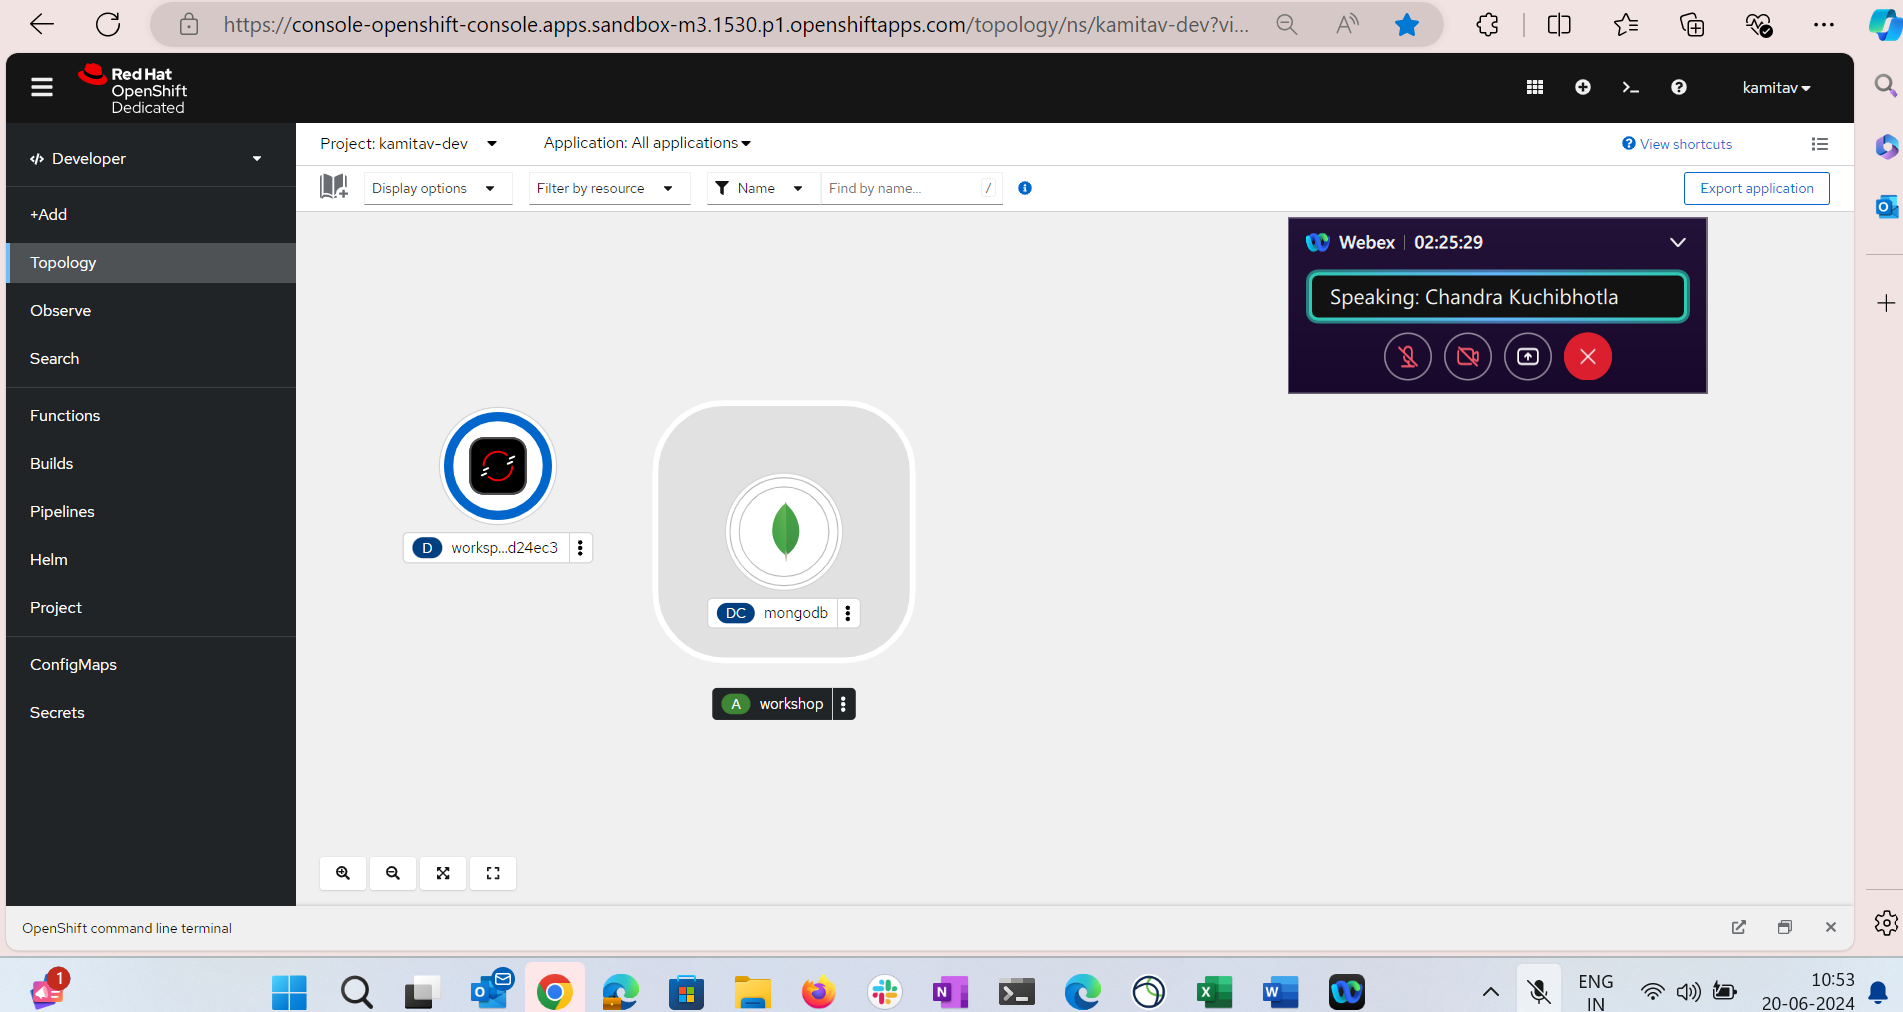 https://console-openshift-console.apps.sandbox-m3.1530.p1.openshiftapps.com/topology/ns/kamitav-dev?vi...
Red Hat
OpenShift
Dedicated
kamitav
Developer
+Add
Topology
Observe
Search
Functions
Builds
Pipelines
Helm
Project
ConfigMaps
Secrets
Project: kamitav-dev
Application: All applications
View shortcuts
Display options
Filter by resource
Name
Find by name...
/
Export application
Webex
02:25:29
Speaking: Chandra Kuchibhotla
D worksp...d24ec3
DC mongodb
A workshop
OpenShift command line terminal
1
ENG
IN
10:53
20-06-2024